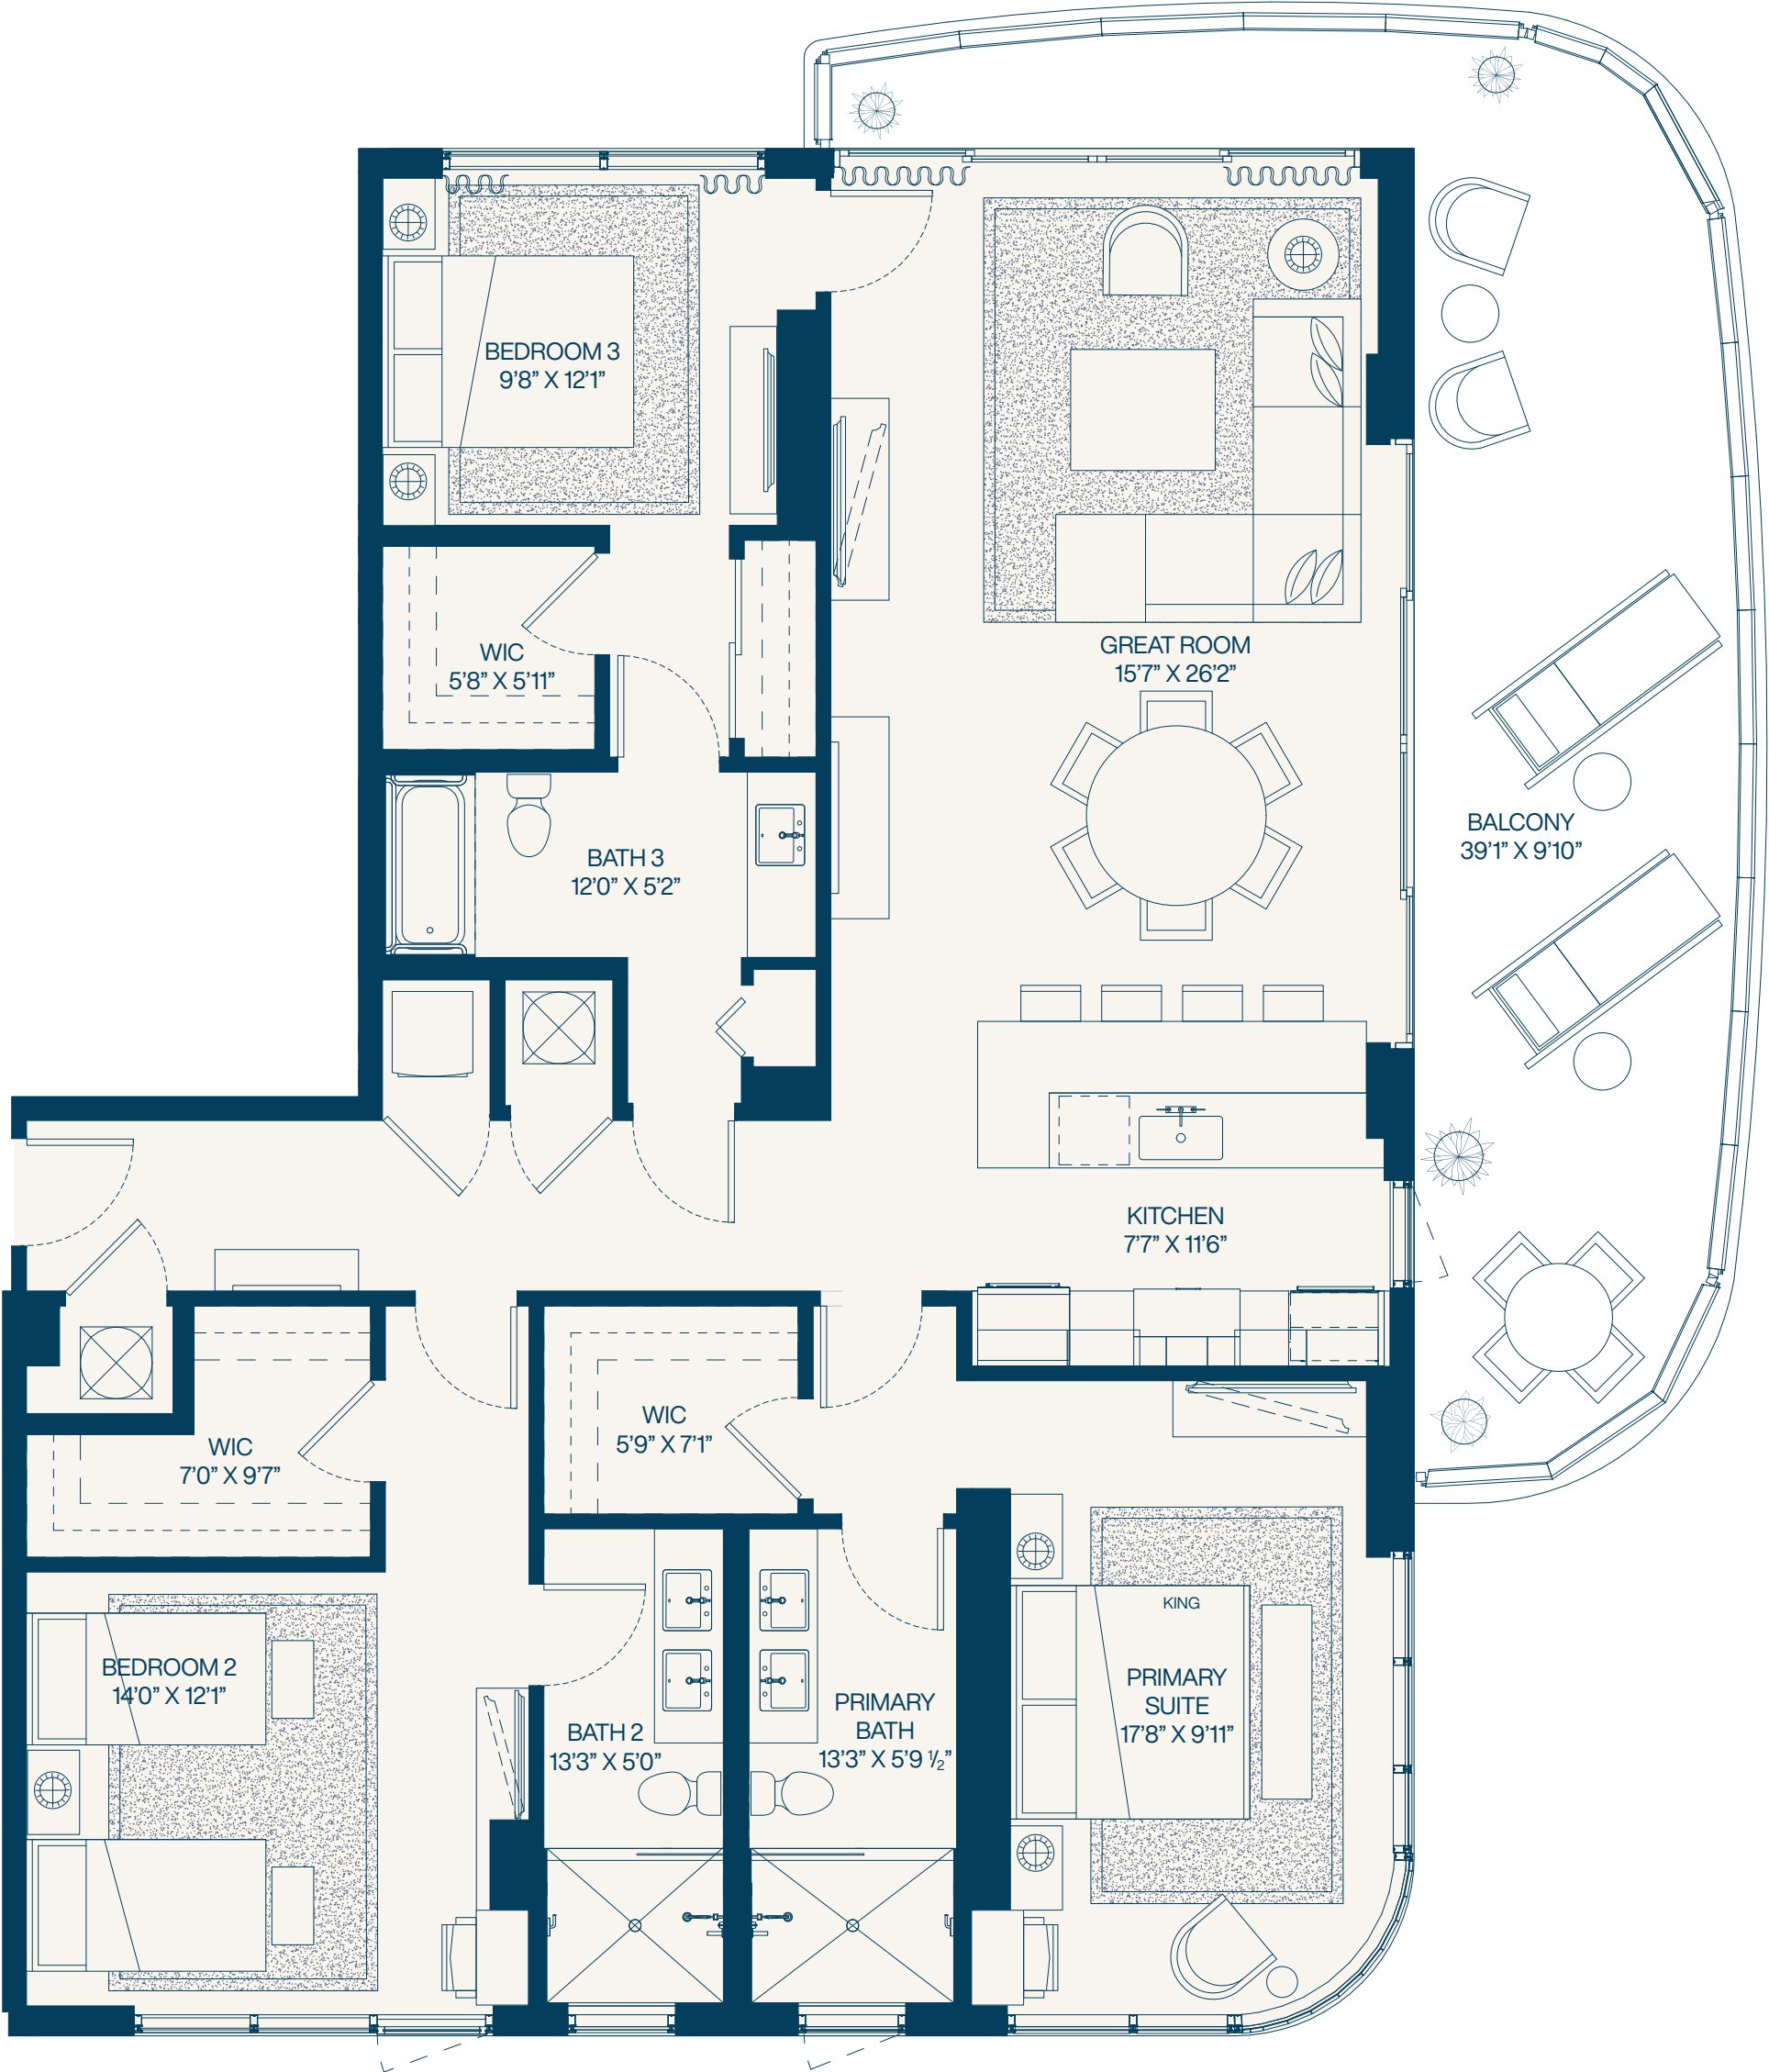 BEDROOM 3
9’8” X 12’1”
WIC
5’8” X 5’11”
GREAT ROOM
15’7” X 26’2”
BATH 3
12’0” X 5’2”
BALCONY
39’1” X 9’10”
KITCHEN
7’7” X 11’6”
WIC
5’9” X 7’1”
WIC
7’0” X 9’7”
KING
BEDROOM 2
14’0” X 12’1”
BATH 2
13’3” X 5’0”
PRIMARY
BATH
13’3” X 5’9 ½”
PRIMARY
SUITE
17’8” X 9’11”